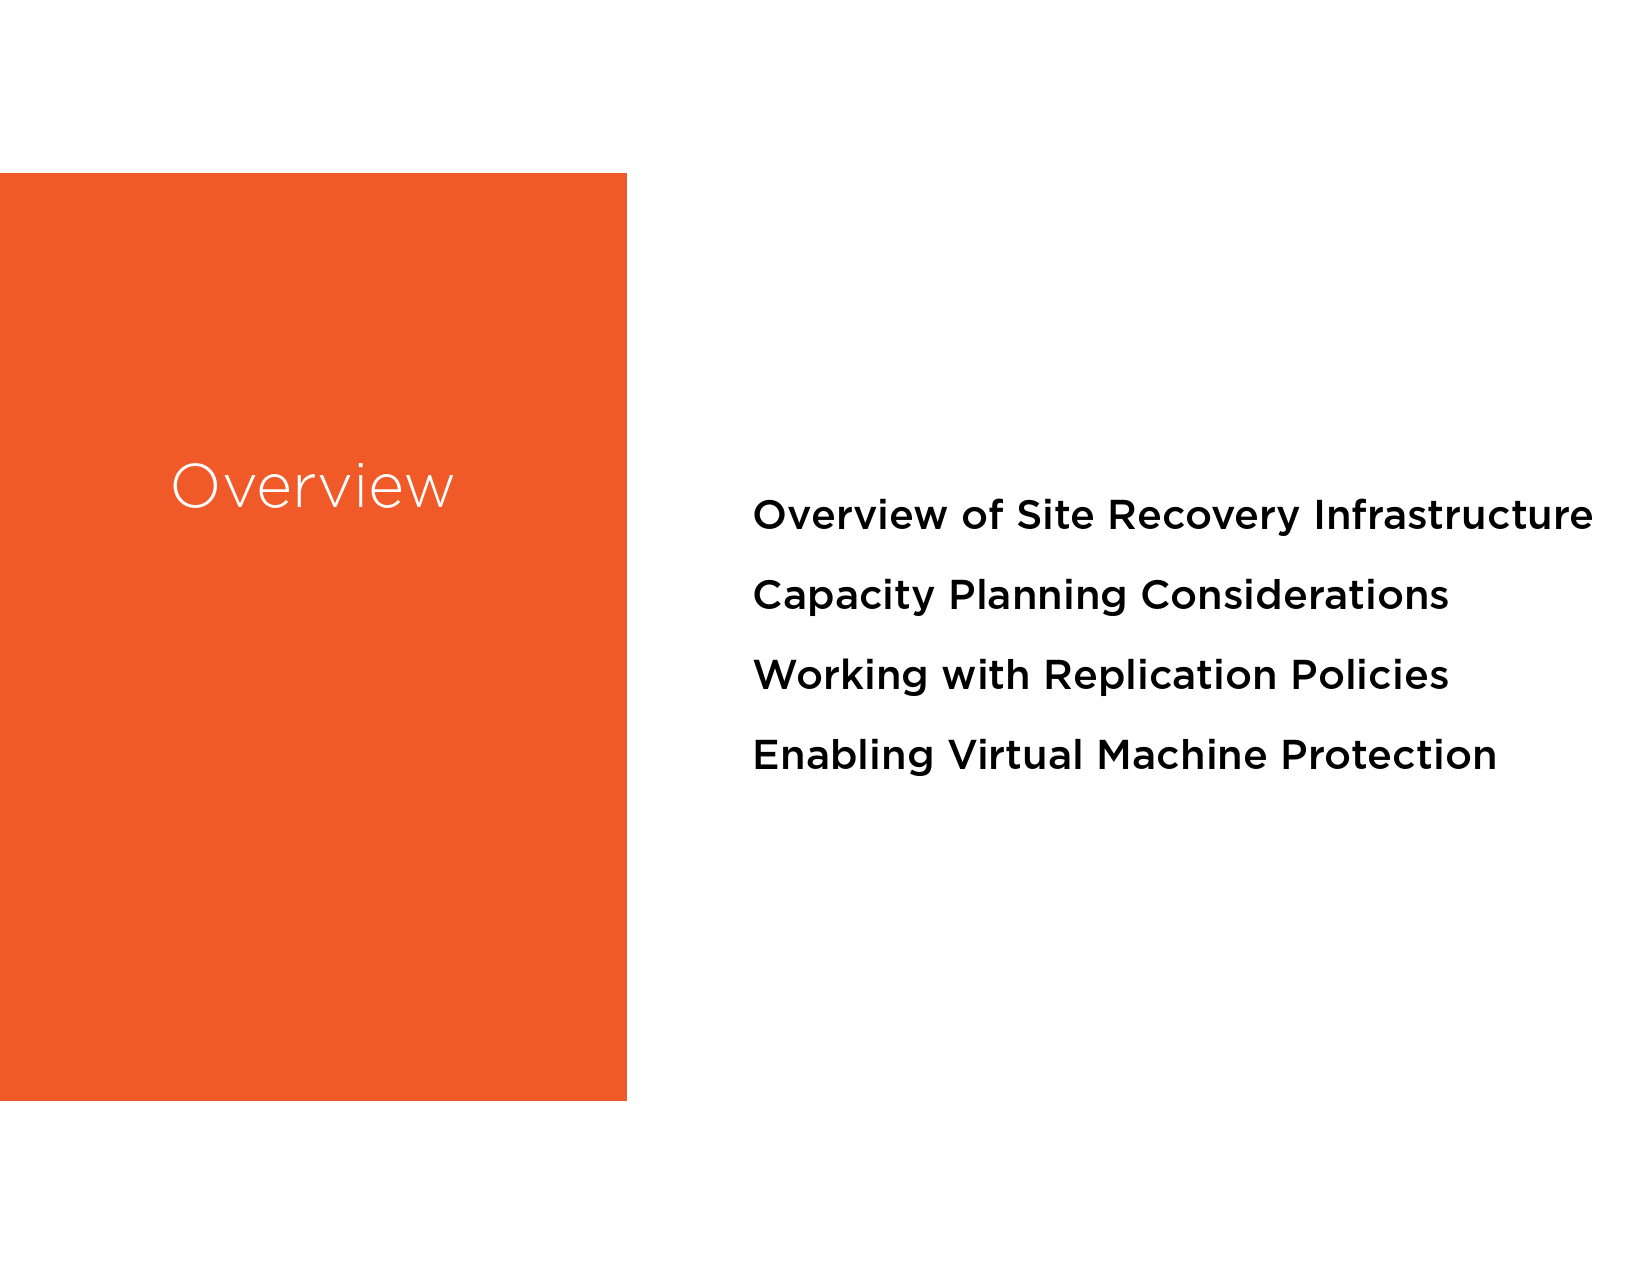 Overview
Overview of Site Recovery Infrastructure
Capacity Planning Considerations
Working with Replication Policies
Enabling Virtual Machine Protection